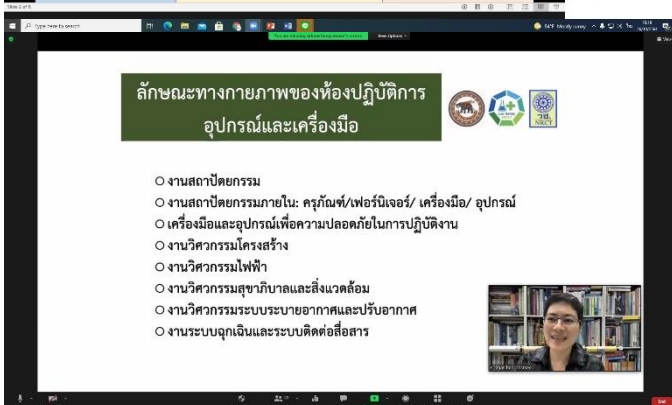 Slide 2 of 8
Type here to search
84°F Mostly sunny
ลักษณะทางกายภาพของห้องปฏิบัติการ
อุปกรณ์และเครื่องมือ
วช.
NRCT
งานสถาปัตยกรรม
งานสถาปัตยกรรมภายใน: ครุภัณฑ์/เฟอร์นิเจอร์/ เครื่องมือ/ อุปกรณ์
เครื่องมือและอุปกรณ์เพื่อความปลอดภัยในการปฏิบัติงาน
งานวิศวกรรมโครงสร้าง
งานวิศวกรรมไฟฟ้า
งานวิศวกรรมสุขาภิบาลและสิ่งแวดล้อม
งานวิศวกรรมระบบระบายอากาศและปรับอากาศ
งานระบบฉุกเฉินและระบบติดต่อสื่อสาร
End